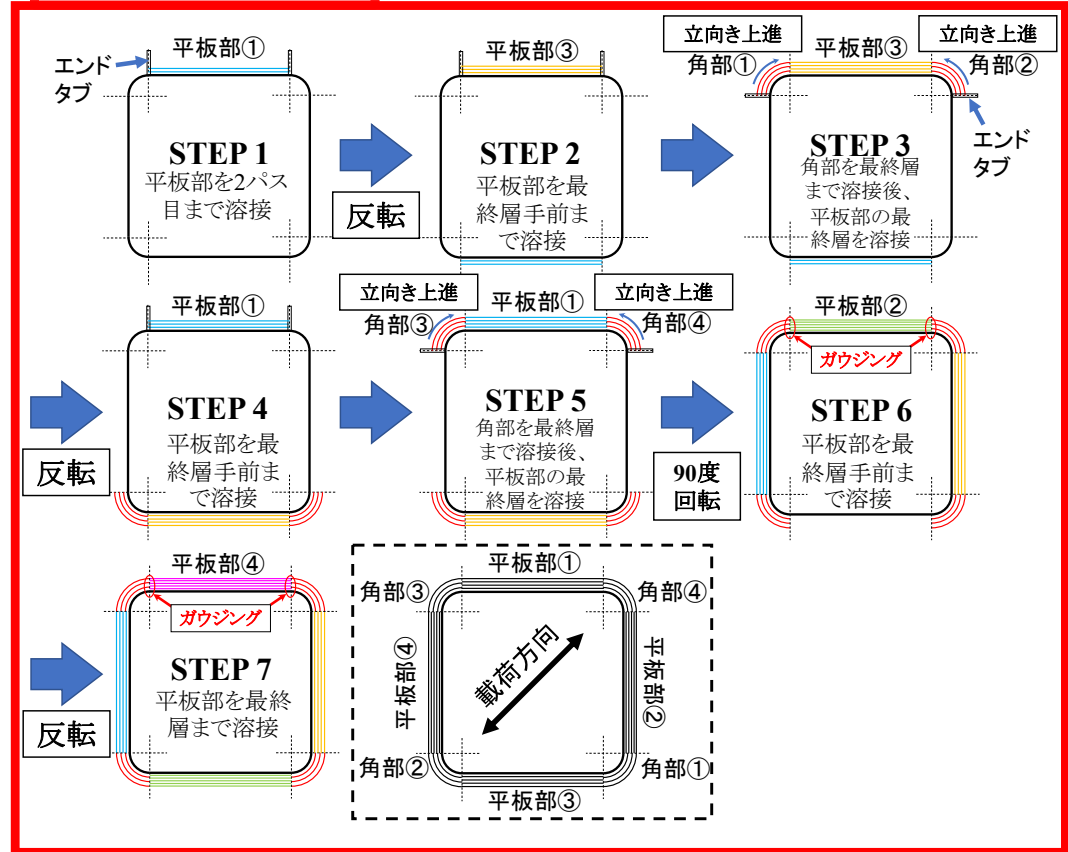 平板部①
エンド
タブ
STEP 1
平板部を2パス
目まで溶接
反転
平板部③
STEP 2
平板部を最
終層手前ま
で溶接
立向き上進
平板部③
立向き上進
角部①
角部②
STEP 3
角部を最終層
まで溶接後、
平板部の最
終層を溶接
エンド
タブ
反転
平板部①
STEP 4
平板部を最
終層手前ま
で溶接
立向き上進
平板部①
立向き上進
角部③
角部④
STEP 5
角部を最終層
まで溶接後、
平板部の最
終層を溶接
90度
回転
平板部②
ガウジング
STEP 6
平板部を最
終層手前ま
で溶接
反転
平板部④
ガウジング
STEP 7
平板部を最終
層まで溶接
平板部①
角部③
角部④
平板部④
載荷方向
平板部②
角部②
角部①
平板部③